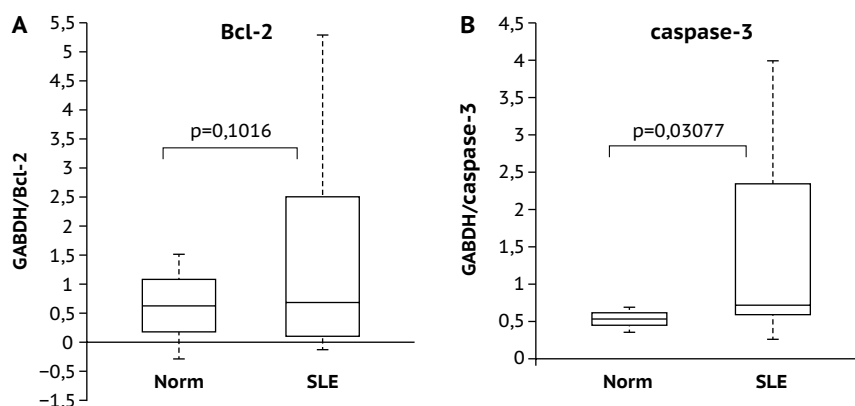 A
Bcl-2
GABDH/Bcl-2
5,5
5
4,5
4
3,5
3
2,5
2
1,5
1
0,5
0
−0,5
−1,5
p=0,1016
Norm SLE
B
caspase-3
GABDH/caspase-3
4,5
4
3,5
3
2,5
2
1,5
1
0,5
0
p=0,03077
Norm SLE